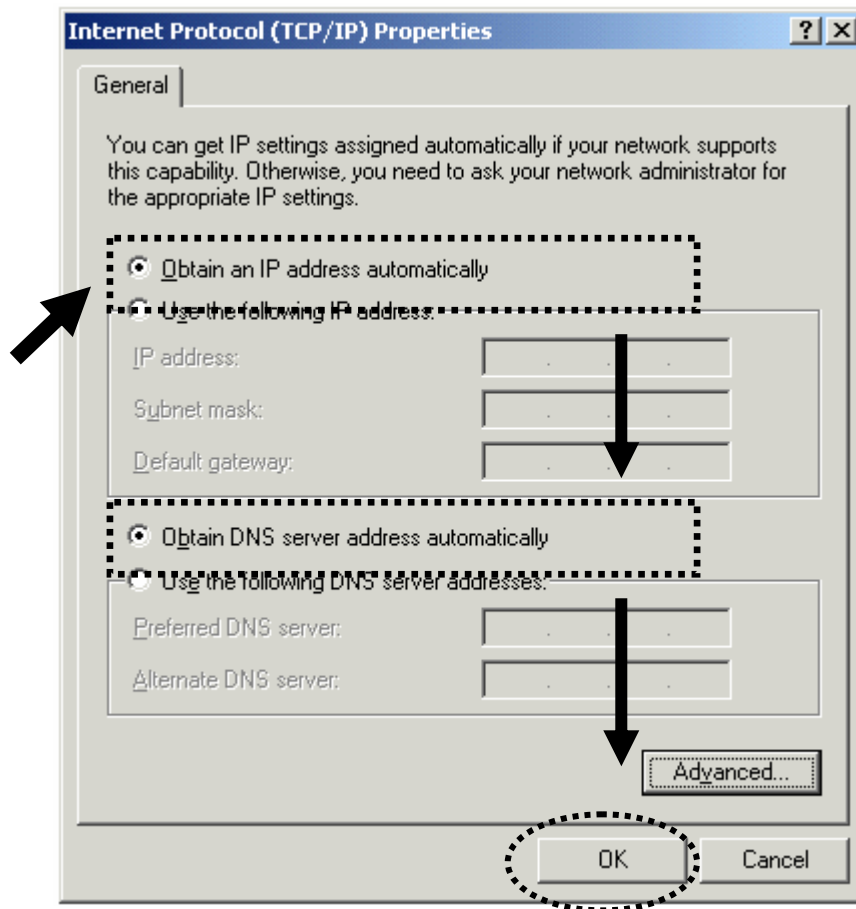 Internet Protocol (TCP/IP) Properties
General
You can get IP settings assigned automatically if your network supports
this capability. Otherwise, you need to ask your network administrator for
the appropriate IP settings.
Obtain an IP address automatically
Use the following IP address:
IP address:
Subnet mask:
Default gateway:
Obtain DNS server address automatically
Use the following DNS server addresses:
Preferred DNS server:
Alternate DNS server:
Advanced...
OK Cancel